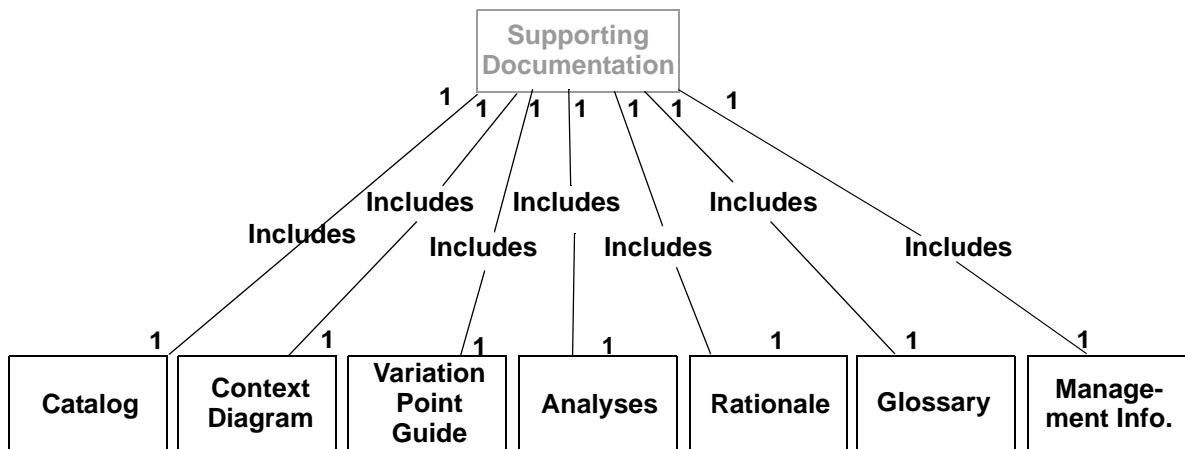 Supporting
Documentation
1 1 1 1 1 1 1
Includes Includes Includes
Includes Includes Includes Includes
1 1 1 1 1 1 1
Catalog
Context
Diagram
Variation
Point
Guide
Analyses
Rationale
Glossary
Manage-
ment Info.